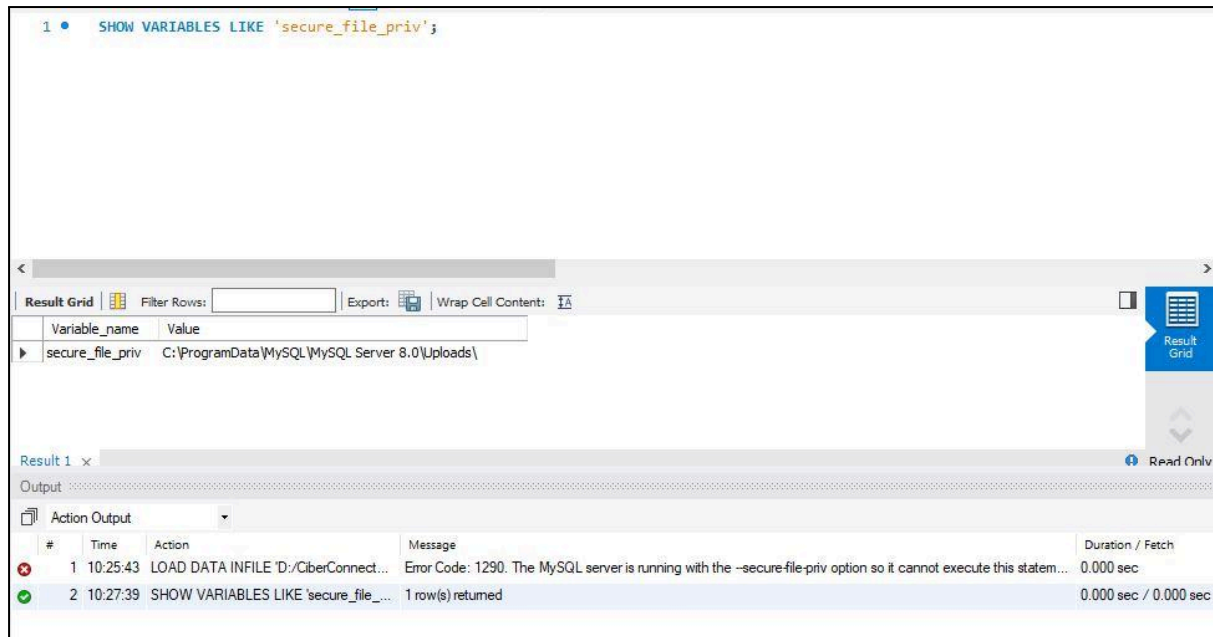 1 SHOW VARIABLES LIKE 'secure_file_priv';
Result Grid Filter Rows: Export: Wrap Cell Content: IA
Variable_name Value
secure_file_priv C:\ProgramData\MySQL\MySQL Server 8.0\Uploads\
Result Grid
Result 1 × Read Only
Output
Action Output
# Time Action Message Duration / Fetch
1 10:25:43 LOAD DATA INFILE 'D:/CiberConnect... Error Code: 1290. The MySQL server is running with the --secure-file-priv option so it cannot execute this statem... 0.000 sec
2 10:27:39 SHOW VARIABLES LIKE 'secure_file_... 1 row(s) returned 0.000 sec / 0.000 sec